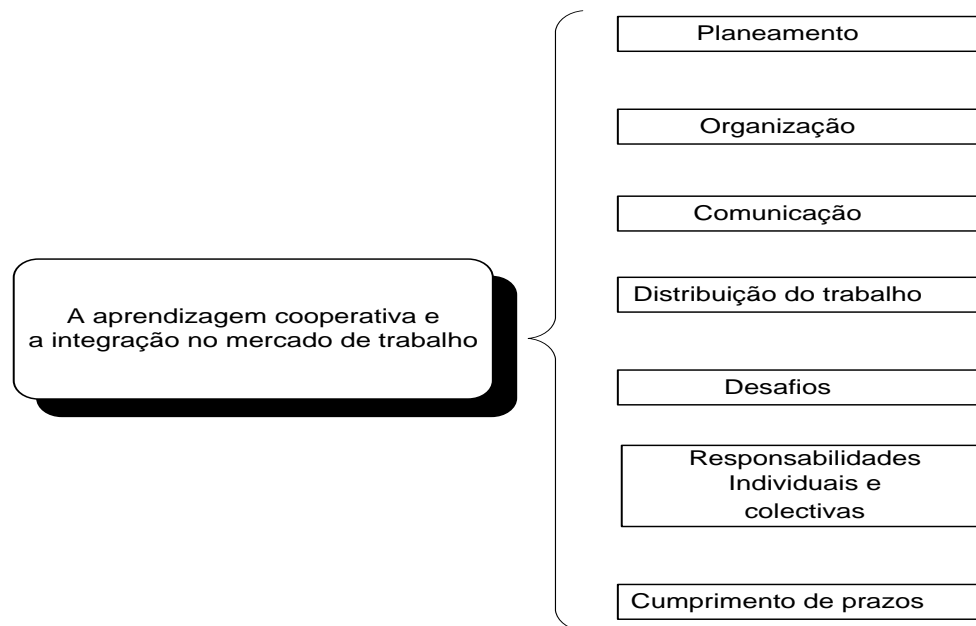 Planeamento
Organização
Comunicação
A aprendizagem cooperativa e
a integração no mercado de trabalho
Distribuição do trabalho
Desafios
Responsabilidades
Individuais e
colectivas
Cumprimento de prazos